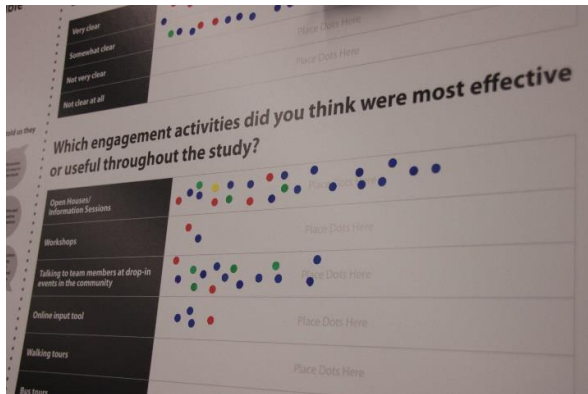 Very clear
Somewhat clear
Place Dots Here
Not very clear
Place Dots Here
Not clear at all
Which engagement activities did you think were most effective
or useful throughout the study?
Open Houses/
Information Sessions
Workshops
Place Dots Here
Talking to team members at drop-in
events in the community
Place Dots Here
Online input tool
Place Dots Here
Walking tours
Place Dots Here
Bus tours